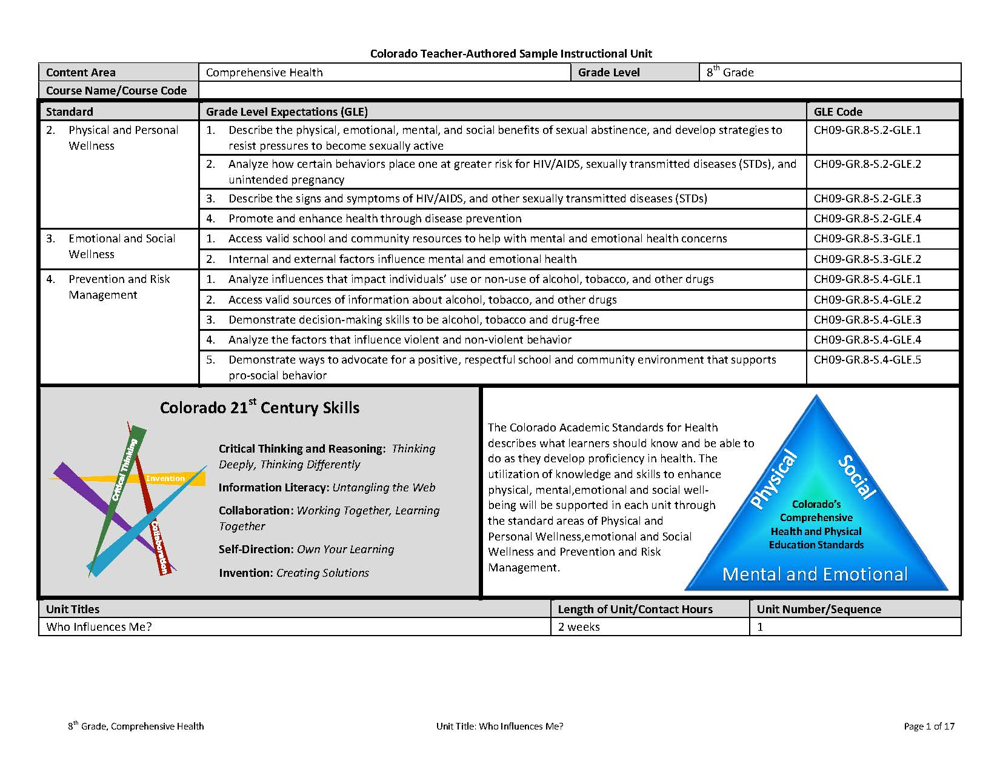 Colorado Teacher-Authored Sample Instructional Unit
Content Area Comprehensive Health Grade Level 8th Grade
Course Name/Course Code
Standard Grade Level Expectations (GLE) GLE Code
2. Physical and Personal Wellness
1. Describe the physical, emotional, mental, and social benefits of sexual abstinence, and develop strategies to
resist pressures to become sexually active
CH09-GR.8-S.2-GLE.1
2. Analyze how certain behaviors place one at greater risk for HIV/AIDS, sexually transmitted diseases (STDs), and
unintended pregnancy
CH09-GR.8-S.2-GLE.2
3. Describe the signs and symptoms of HIV/AIDS, and other sexually transmitted diseases (STDs) CH09-GR.8-S.2-GLE.3
4. Promote and enhance health through disease prevention CH09-GR.8-S.2-GLE.4
3. Emotional and Social
Wellness
1. Access valid school and community resources to help with mental and emotional health concerns CH09-GR.8-S.3-GLE.1
2. Internal and external factors influence mental and emotional health CH09-GR.8-S.3-GLE.2
4. Prevention and Risk
Management
1. Analyze influences that impact individuals’ use or non-use of alcohol, tobacco, and other drugs CH09-GR.8-S.4-GLE.1
2. Access valid sources of information about alcohol, tobacco, and other drugs CH09-GR.8-S.4-GLE.2
3. Demonstrate decision-making skills to be alcohol, tobacco and drug-free CH09-GR.8-S.4-GLE.3
4. Analyze the factors that influence violent and non-violent behavior CH09-GR.8-S.4-GLE.4
5. Demonstrate ways to advocate for a positive, respectful school and community environment that supports
pro-social behavior
CH09-GR.8-S.4-GLE.5
Colorado 21st Century Skills
Critical Thinking
Invention
Collaboration
Critical Thinking and Reasoning: Thinking
Deeply, Thinking Differently
Information Literacy: Untangling the Web
Collaboration: Working Together, Learning
Together
Self-Direction: Own Your Learning
Invention: Creating Solutions
The Colorado Academic Standards for Health
describes what learners should know and be able to
do as they develop proficiency in health. The
utilization of knowledge and skills to enhance
physical, mental,emotional and social well-
being will be supported in each unit through
the standard areas of Physical and
Personal Wellness,emotional and Social
Wellness and Prevention and Risk
Management.
Physical
Social
Colorado’s
Comprehensive
Health and Physical
Education Standards
Mental and Emotional
Unit Titles Length of Unit/Contact Hours Unit Number/Sequence
Who Influences Me? 2 weeks 1
8th Grade, Comprehensive Health Unit Title: Who Influences Me? Page 1 of 17